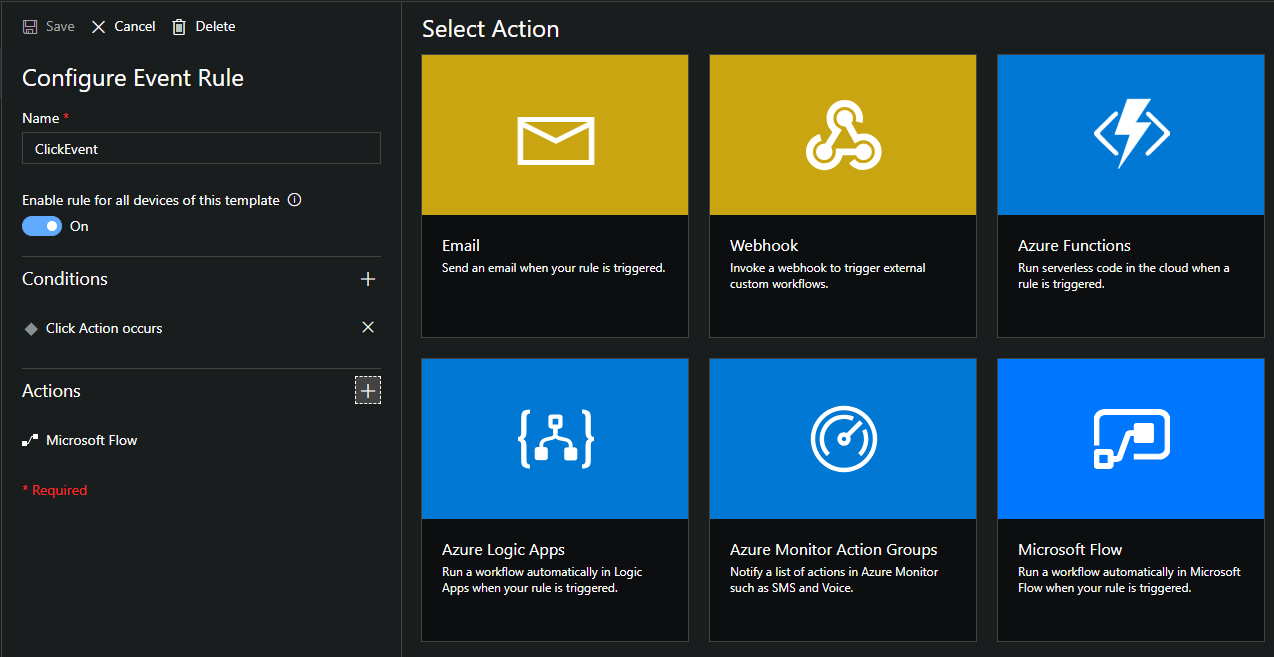 Save Cancel Delete
Configure Event Rule
Name *
ClickEvent
Enable rule for all devices of this template
On
Conditions
Click Action occurs
Actions
Microsoft Flow
* Required
Select Action
Email
Send an email when your rule is triggered.
Webhook
Invoke a webhook to trigger external
custom workflows.
Azure Functions
Run serverless code in the cloud when a
rule is triggered.
Azure Logic Apps
Run a workflow automatically in Logic
Apps when your rule is triggered.
Azure Monitor Action Groups
Notify a list of actions in Azure Monitor
such as SMS and Voice.
Microsoft Flow
Run a workflow automatically in Microsoft
Flow when your rule is triggered.